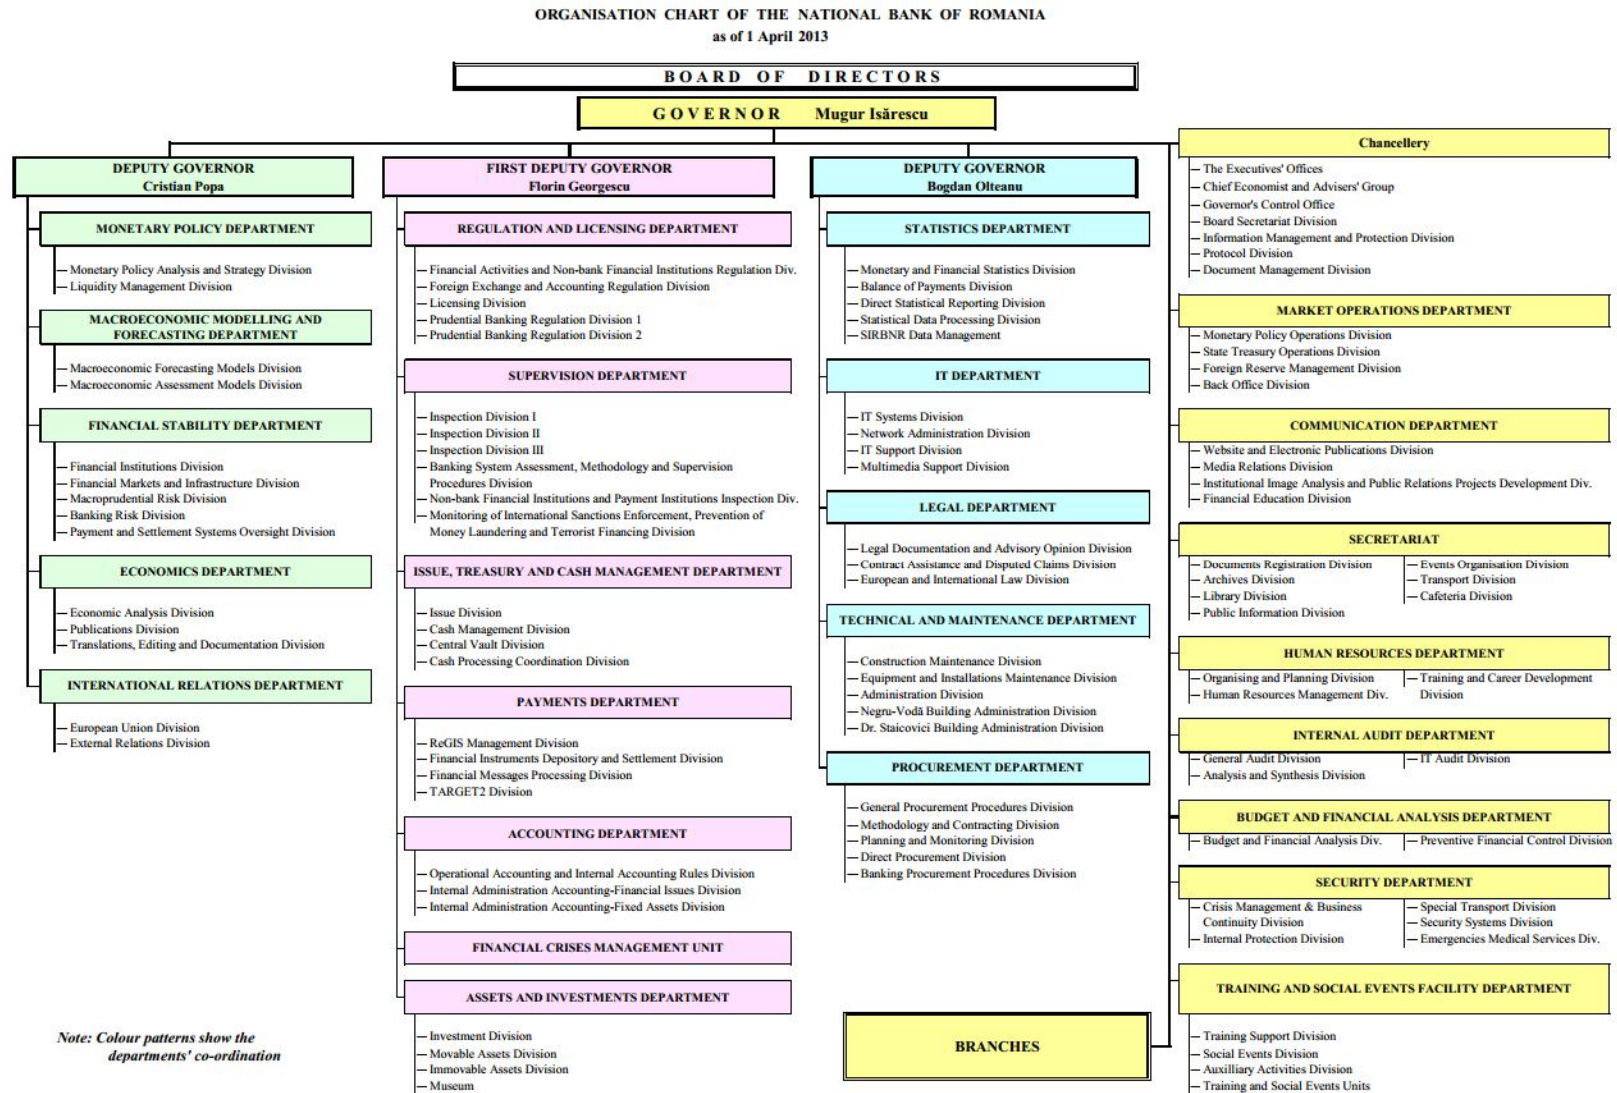 ORGANISATION CHART OF THE NATIONAL BANK OF ROMANIA
as of 1 April 2013
BOARD OF DIRECTORS
GOVERNOR Mugur Isărescu
DEPUTY GOVERNOR
Cristian Popa
MONETARY POLICY DEPARTMENT
Monetary Policy Analysis and Strategy Division
Liquidity Management Division
MACROECONOMIC MODELLING AND
FORECASTING DEPARTMENT
Macroeconomic Forecasting Models Division
Macroeconomic Assessment Models Division
FINANCIAL STABILITY DEPARTMENT
Financial Institutions Division
Financial Markets and Infrastructure Division
Macroprudential Risk Division
Banking Risk Division
Payment and Settlement Systems Oversight Division
ECONOMICS DEPARTMENT
Economic Analysis Division
Publications Division
Translations, Editing and Documentation Division
INTERNATIONAL RELATIONS DEPARTMENT
European Union Division
External Relations Division
FIRST DEPUTY GOVERNOR
Florin Georgescu
REGULATION AND LICENSING DEPARTMENT
Financial Activities and Non-bank Financial Institutions Regulation Div.
Foreign Exchange and Accounting Regulation Division
Licensing Division
Prudential Banking Regulation Division 1
Prudential Banking Regulation Division 2
SUPERVISION DEPARTMENT
Inspection Division I
Inspection Division II
Inspection Division III
Banking System Assessment, Methodology and Supervision
Procedures Division
Non-bank Financial Institutions and Payment Institutions Inspection Div.
Monitoring of International Sanctions Enforcement, Prevention of
Money Laundering and Terrorist Financing Division
ISSUE, TREASURY AND CASH MANAGEMENT DEPARTMENT
Issue Division
Cash Management Division
Central Vault Division
Cash Processing Coordination Division
PAYMENTS DEPARTMENT
ReGIS Management Division
Financial Instruments Depository and Settlement Division
Financial Messages Processing Division
TARGET2 Division
ACCOUNTING DEPARTMENT
Operational Accounting and Internal Accounting Rules Division
Internal Administration Accounting-Financial Issues Division
Internal Administration Accounting-Fixed Assets Division
FINANCIAL CRISES MANAGEMENT UNIT
ASSETS AND INVESTMENTS DEPARTMENT
Investment Division
Movable Assets Division
Immovable Assets Division
Museum
DEPUTY GOVERNOR
Bogdan Olteanu
STATISTICS DEPARTMENT
Monetary and Financial Statistics Division
Balance of Payments Division
Direct Statistical Reporting Division
Statistical Data Processing Division
SIRBNR Data Management
IT DEPARTMENT
IT Systems Division
Network Administration Division
IT Support Division
Multimedia Support Division
LEGAL DEPARTMENT
Legal Documentation and Advisory Opinion Division
Contract Assistance and Disputed Claims Division
European and International Law Division
TECHNICAL AND MAINTENANCE DEPARTMENT
Construction Maintenance Division
Equipment and Installations Maintenance Division
Administration Division
Negru-Vodă Building Administration Division
Dr. Staicovici Building Administration Division
PROCUREMENT DEPARTMENT
General Procurement Procedures Division
Methodology and Contracting Division
Planning and Monitoring Division
Direct Procurement Division
Banking Procurement Procedures Division
Chancellery
The Executives' Offices
Chief Economist and Advisers' Group
Governor's Control Office
Board Secretariat Division
Information Management and Protection Division
Protocol Division
Document Management Division
MARKET OPERATIONS DEPARTMENT
Monetary Policy Operations Division
State Treasury Operations Division
Foreign Reserve Management Division
Back Office Division
COMMUNICATION DEPARTMENT
Website and Electronic Publications Division
Media Relations Division
Institutional Image Analysis and Public Relations Projects Development Div.
Financial Education Division
SECRETARIAT
Documents Registration Division
Archives Division
Library Division
Public Information Division
Events Organisation Division
Transport Division
Cafeteria Division
HUMAN RESOURCES DEPARTMENT
Organising and Planning Division
Human Resources Management Div.
Training and Career Development
Division
INTERNAL AUDIT DEPARTMENT
General Audit Division
Analysis and Synthesis Division
IT Audit Division
BUDGET AND FINANCIAL ANALYSIS DEPARTMENT
Budget and Financial Analysis Div.
Preventive Financial Control Division
SECURITY DEPARTMENT
Crisis Management & Business
Continuity Division
Internal Protection Division
Special Transport Division
Security Systems Division
Emergencies Medical Services Div.
TRAINING AND SOCIAL EVENTS FACILITY DEPARTMENT
Training Support Division
Social Events Division
Auxilliary Activities Division
Training and Social Events Units
BRANCHES
Note: Colour patterns show the
departments' co-ordination